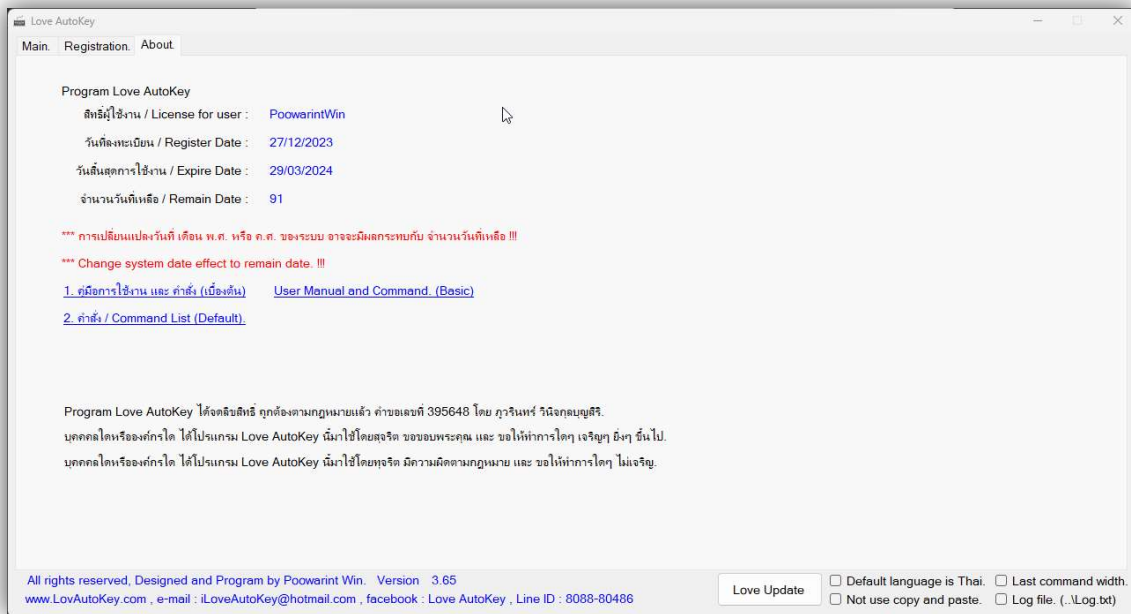 Love AutoKey
Main. Registration. About.
Program Love AutoKey
สิทธิ์ผู้ใช้งาน / License for user : PoowarintWin
วันที่ลงทะเบียน / Register Date : 27/12/2023
วันสิ้นสุดการใช้งาน / Expire Date : 29/03/2024
จำนวนวันที่เหลือ / Remain Date : 91
*** การเปลี่ยนแปลงวันที่ เดือน พ.ศ. หรือ ค.ศ. ของระบบ อาจจะมีผลกระทบกับ จำนวนวันที่เหลือ !!!
*** Change system date effect to remain date. !!!
1. คู่มือการใช้งาน และ คำสั่ง (เบื้องต้น) User Manual and Command. (Basic)
2. คำสั่ง / Command List (Default).
Program Love AutoKey ได้จดลิขสิทธิ์ ถูกต้องตามกฎหมายแล้ว คำขอเลขที่ 395648 โดย ภูวรินทร์ วินิจกุลบุญสิริ.
บุคคลใดหรือองค์กรใด ได้โปรแกรม Love AutoKey นี้มาใช้โดยสุจริต ขอขอบพระคุณ และ ขอให้ทำการใดๆ เจริญๆ ยิ่งๆ ขึ้นไป.
บุคคลใดหรือองค์กรใด ได้โปรแกรม Love AutoKey นี้มาใช้โดยทุจริต มีความผิดตามกฎหมาย และ ขอให้ทำการใดๆ ไม่เจริญ.
All rights reserved, Designed and Program by Poowarint Win. Version 3.65
www.LovAutoKey.com , e-mail : iLoveAutoKey@hotmail.com , facebook : Love AutoKey , Line ID : 8088-80486
Love Update
Default language is Thai. Last command width.
Not use copy and paste. Log file. (..\Log.txt)